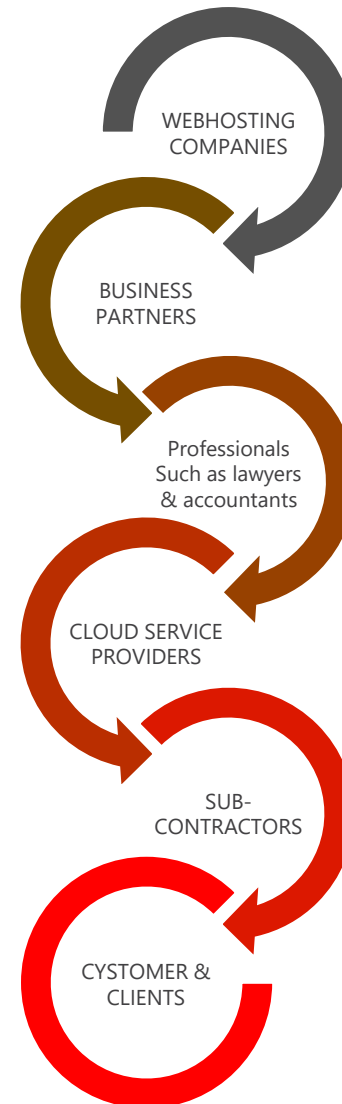 WEBHOSTING
COMPANIES
BUSINESS
PARTNERS
Professionals
Such as lawyers
& accountants
CLOUD SERVICE
PROVIDERS
SUB-
CONTRACTORS
CYSTOMER &
CLIENTS